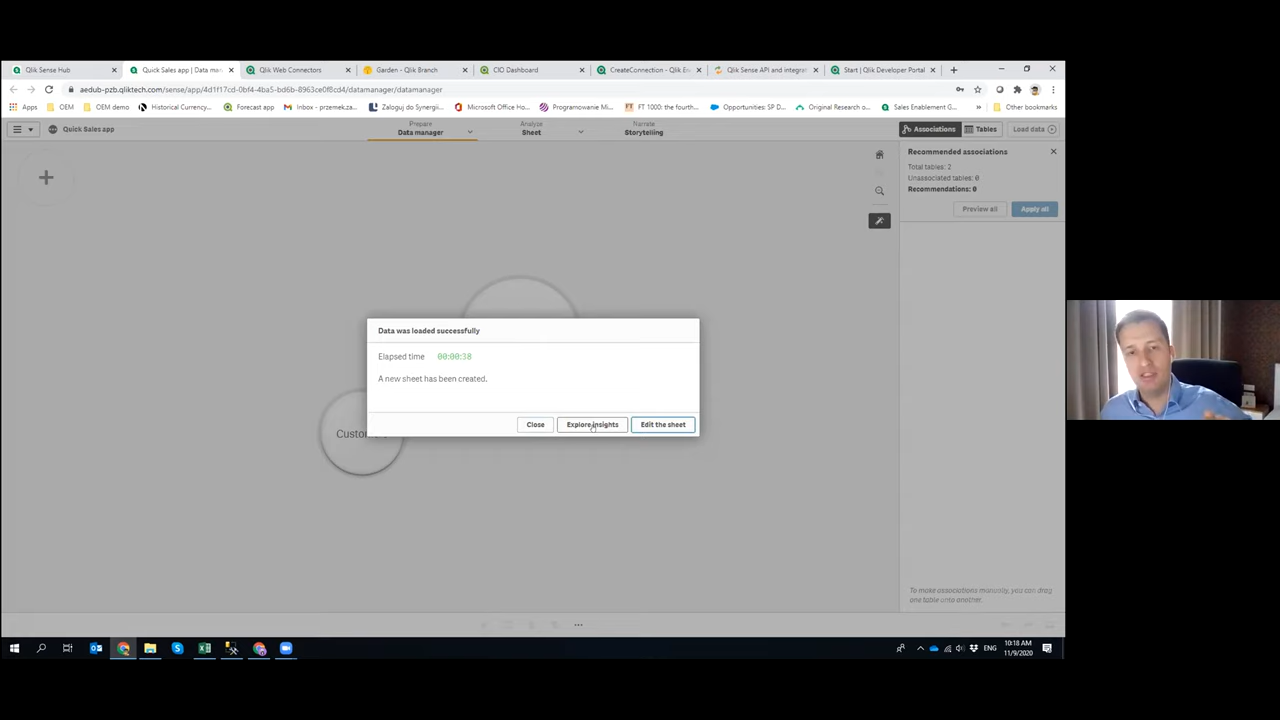 Qlik Sense Hub
Quick Sales app | Data man
Qlik Web Connectors
Garden - Qlik Branch
CIO Dashboard
CreateConnection - Qlik En
Qlik Sense API and integrat
Start | Qlik Developer Portal
aedub-pzb.qliktech.com/sense/app/4d1f17cd-0bf4-4ba5-bd6b-8963ce0f8cd4/datamanager/datamanager
Apps
OEM
OEM demo
Historical Currency...
Forecast app
Inbox - przemek.za...
Zaloguj do Synergii...
Microsoft Office Ho...
Programowanie Mi...
FT 1000: the fourth...
Opportunities: SP D...
Original Research o...
Sales Enablement G...
»
Other bookmarks
Quick Sales app
Prepare
Data manager
Analyse
Sheet
Narrate
Storytelling
Associations
Tables
Load data
Recommended associations
Total tables: 2
Unassociated tables: 0
Recommendations: 0
Preview all
Apply all
Data was loaded successfully
Elapsed time 00:00:38
A new sheet has been created.
Close
Explore insights
Edit the sheet
To make associations manually, you can drag
one table onto another.
...
ENG
10:18 AM
11/9/2020